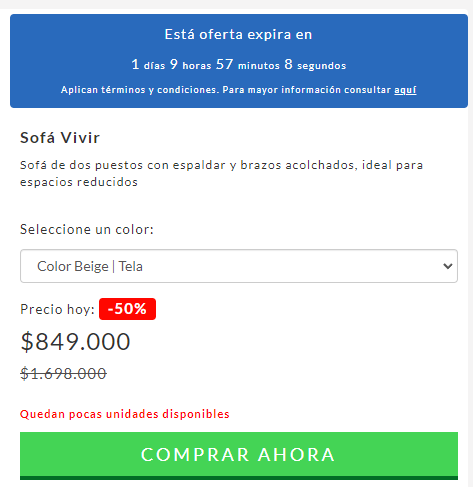 Está oferta expira en
1 días 9 horas 57 minutos 8 segundos
Aplican términos y condiciones. Para mayor información consultar aquí
Sofá Vivir
Sofá de dos puestos con espaldar y brazos acolchados, ideal para
espacios reducidos
Seleccione un color:
Color Beige | Tela
Precio hoy: -50%
$849.000
$1.698.000
Quedan pocas unidades disponibles
COMPRAR AHORA